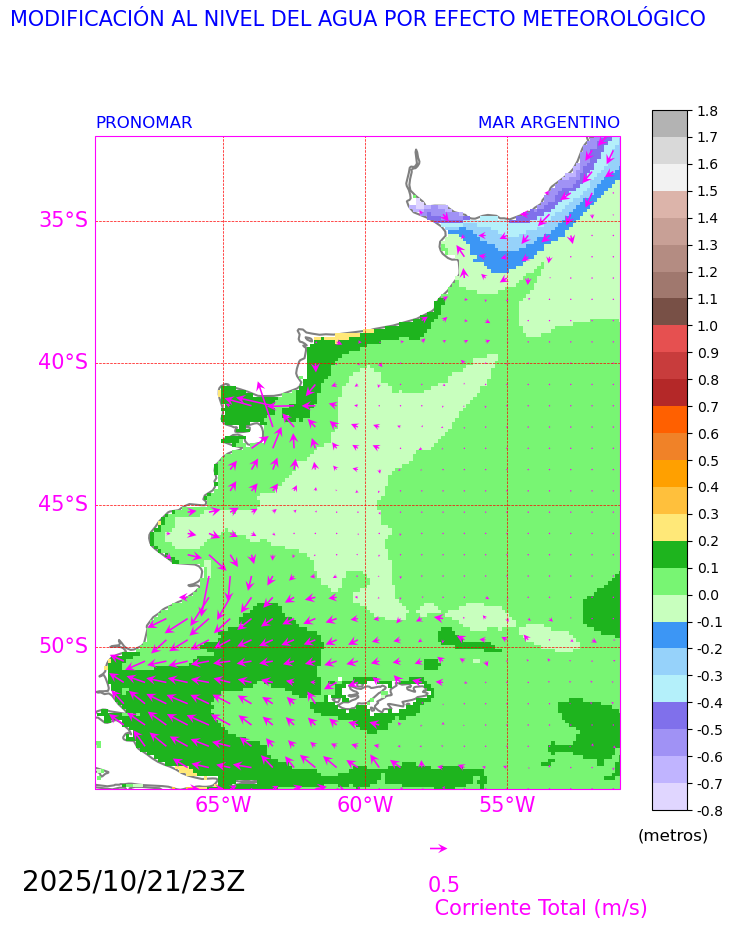 MODIFICACIÓN AL NIVEL DEL AGUA POR EFECTO METEOROLÓGICO
PRONOMAR
MAR ARGENTINO
35°S
40°S
45°S
50°S
65°W
60°W
55°W
1.8
1.7
1.6
1.5
1.4
1.3
1.2
1.1
1.0
0.9
0.8
0.7
0.6
0.5
0.4
0.3
0.2
0.1
0.0
-0.1
-0.2
-0.3
-0.4
-0.5
-0.6
-0.7
-0.8
(metros)
2025/10/21/23Z
0.5
Corriente Total (m/s)